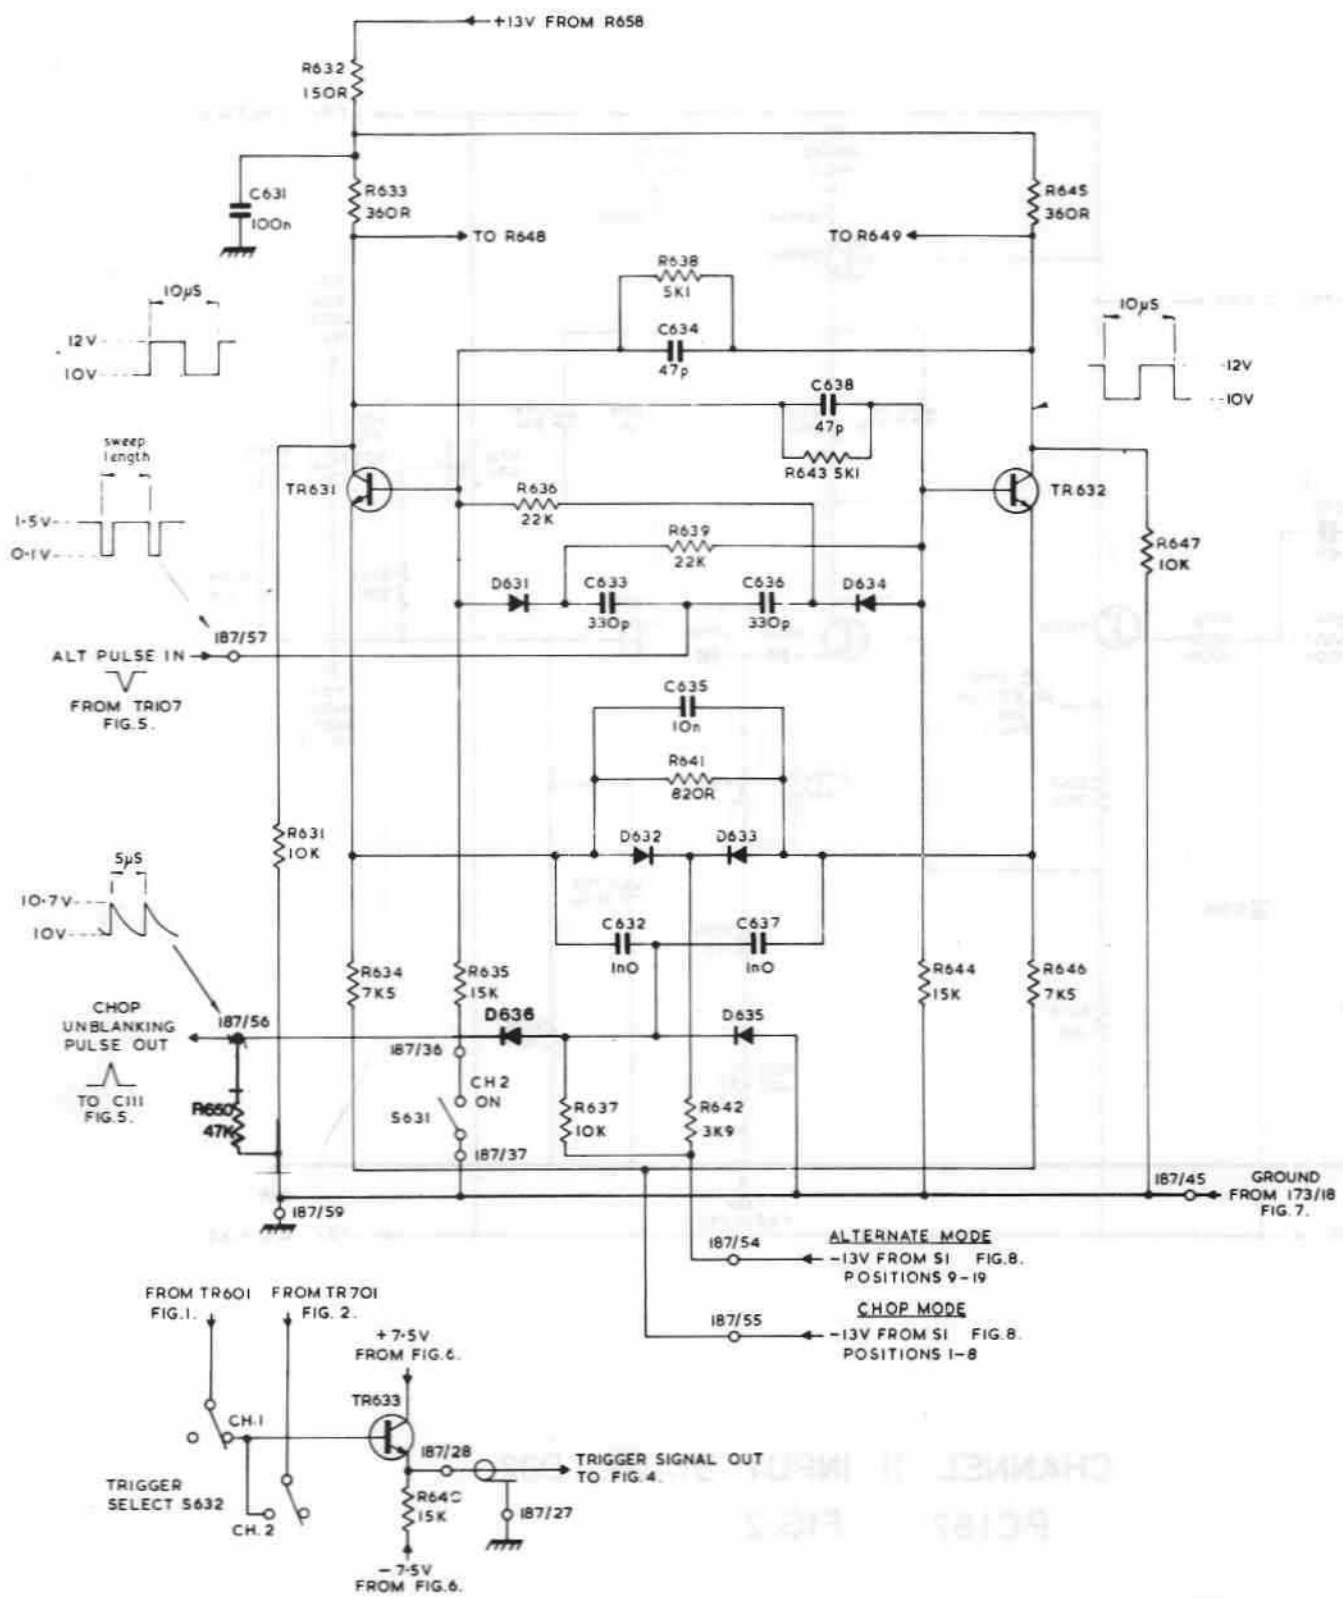 +13V FROM R658
R632
150R
C631
100n
R633
360R
R645
360R
TO R648
TO R649
R638
5K1
C634
47p
10µS
12V
10V
10µS
12V
10V
C638
47p
R643 5K1
sweep
length
1·5V
0·1V
TR631
TR632
R636
22K
R639
22K
R647
10K
D631
C633
330p
C636
330p
D634
187/57
ALT PULSE IN
FROM TR107
FIG.5.
C635
10n
R641
820R
R631
10K
D632
D633
5µS
10·7V
10V
C632
1n0
C637
1n0
R634
7K5
R635
15K
R644
15K
R646
7K5
CHOP
UNBLANKING
PULSE OUT
187/56
D636
D635
187/36
TO C111
FIG.5.
R650
47K
CH.2
ON
S631
R637
10K
R642
3K9
187/37
187/59
187/45
GROUND
FROM 173/18
FIG.7.
187/54
ALTERNATE MODE
-13V FROM S1 FIG.8.
POSITIONS 9-19
187/55
CHOP MODE
-13V FROM S1 FIG.8.
POSITIONS 1-8
FROM TR601
FIG.1.
FROM TR701
FIG. 2.
+7·5V
FROM FIG.6.
TR633
CH.1
187/28
TRIGGER SIGNAL OUT
TO FIG.4.
TRIGGER
SELECT S632
CH.2
15K
187/27
-7·5V
FROM FIG.6.
CHANNEL
INPUT
PC187 FIG.2